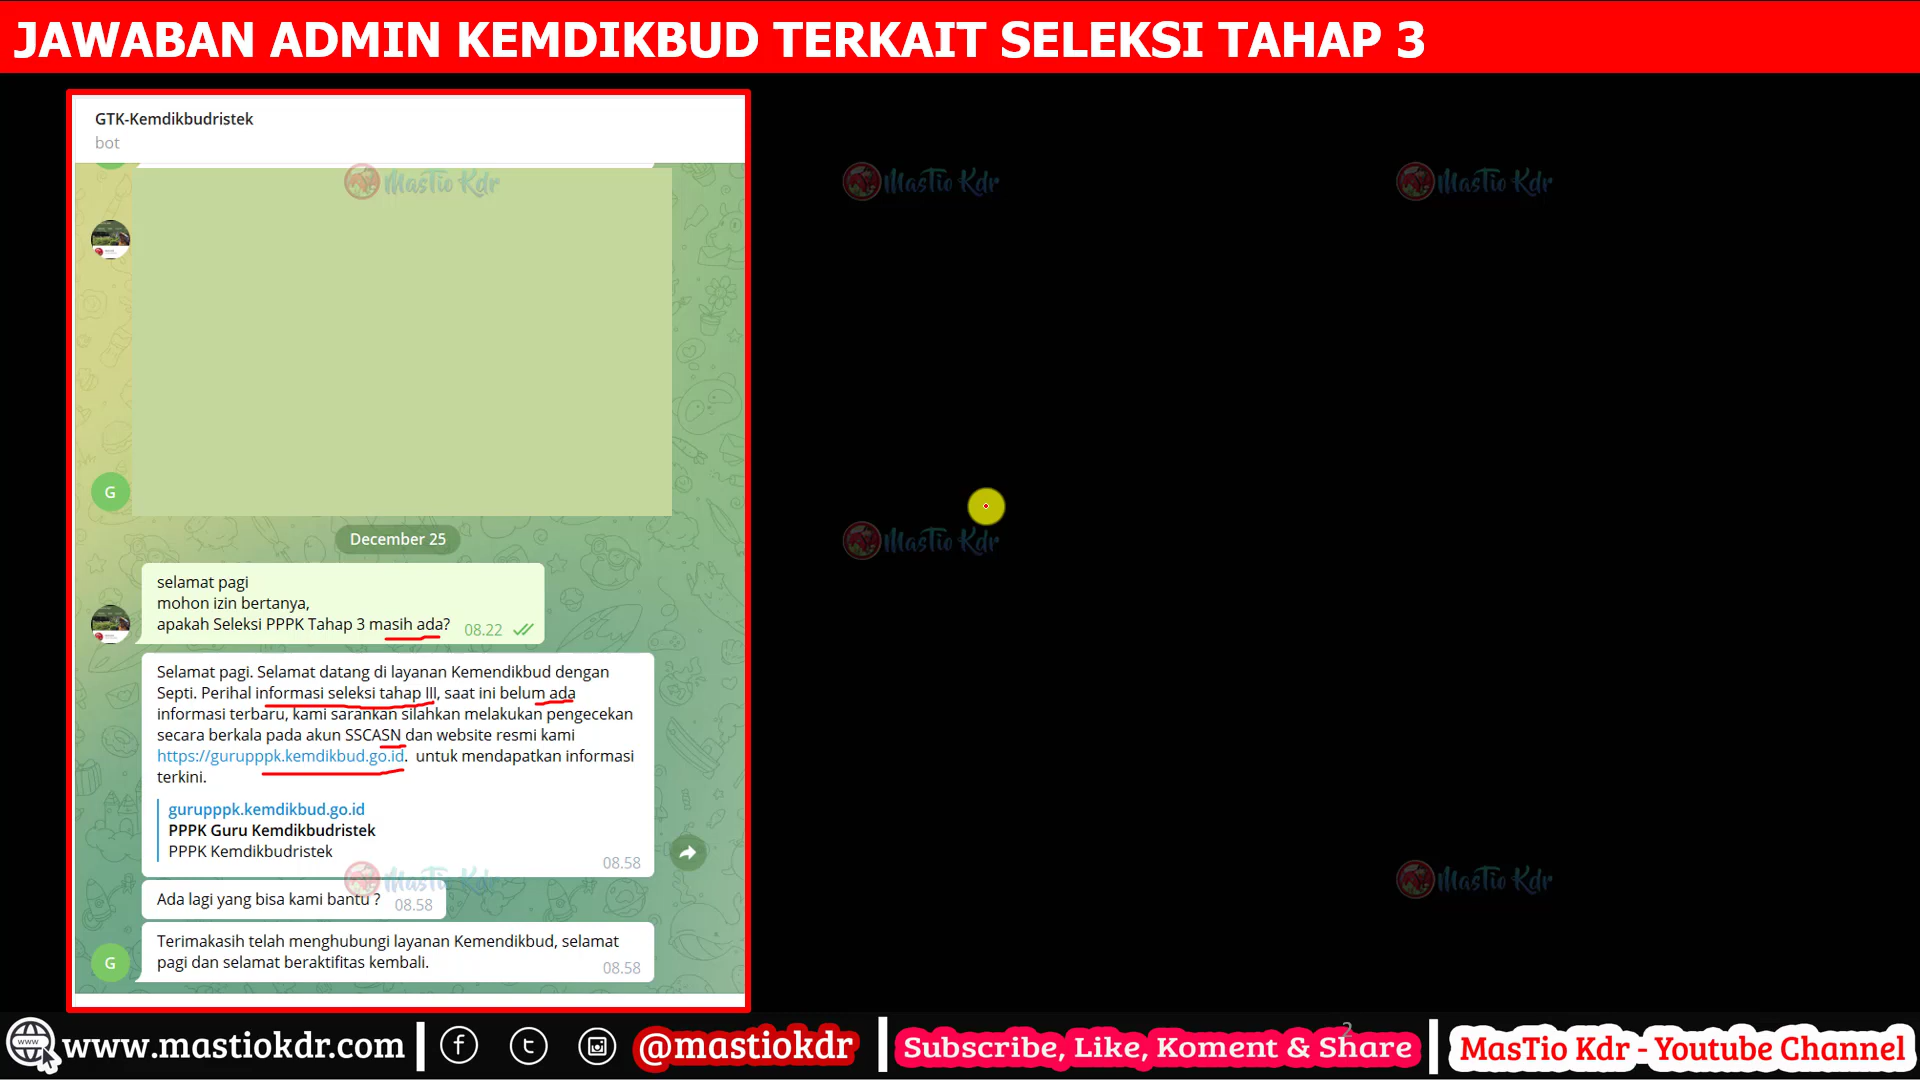 JAWABAN ADMIN KEMDIKBUD TERKAIT SELEKSI TAHAP 3
GTK-Kemdikbudristek
bot
MasTio Kdr
MasTio Kdr
MasTio Kdr
G
December 25
MasTio Kdr
selamat pagi
mohon izin bertanya,
apakah Seleksi PPPK Tahap 3 masih ada?
08.22
Selamat pagi. Selamat datang di layanan Kemendikbud dengan
Septi. Perihal informasi seleksi tahap III, saat ini belum ada
informasi terbaru, kami sarankan silahkan melakukan pengecekan
secara berkala pada akun SSCASN dan website resmi kami
https://gurupppk.kemdikbud.go.id. untuk mendapatkan informasi
terkini.
gurupppk.kemdikbud.go.id
PPPK Guru Kemdikbudristek
PPPK Kemdikbudristek
08.58
MasTio Kdr
MasTio Kdr
Ada lagi yang bisa kami bantu ?
08.58
Terimakasih telah menghubungi layanan Kemendikbud, selamat
pagi dan selamat beraktifitas kembali.
08.58
G
www
www.mastiokdr.com
@mastiokdr
Subscribe, Like, Koment & Share
2
MasTio Kdr - Youtube Channel